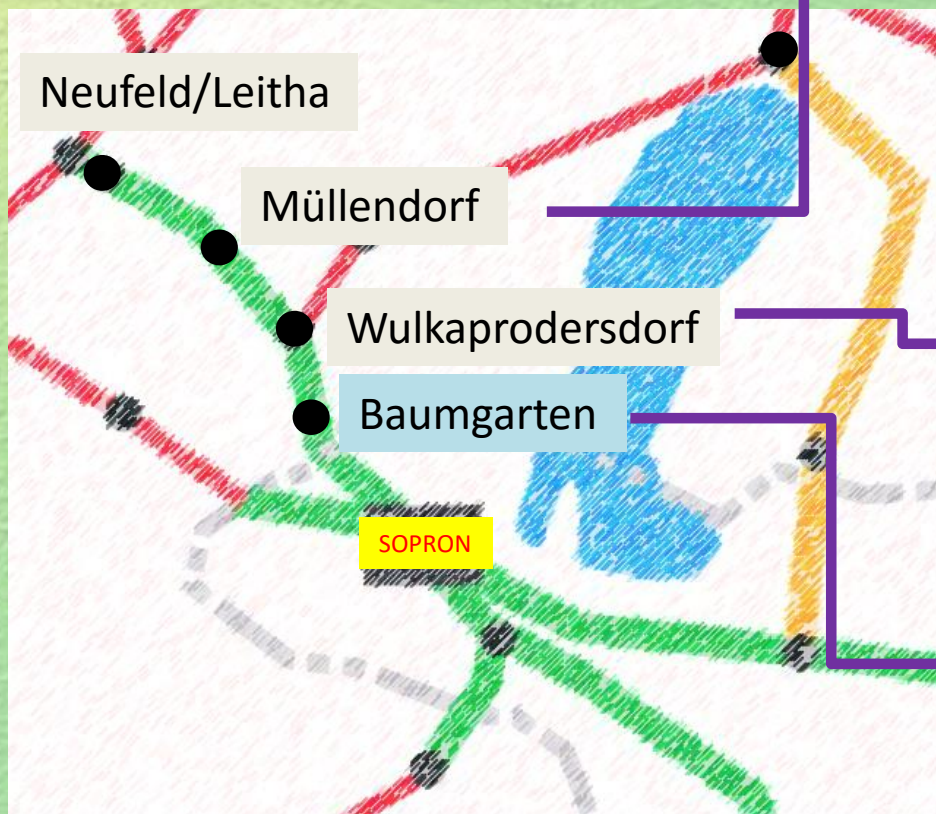 Neufeld/Leitha
Müllendorf
Wulkaprodersdorf
Baumgarten
SOPRON